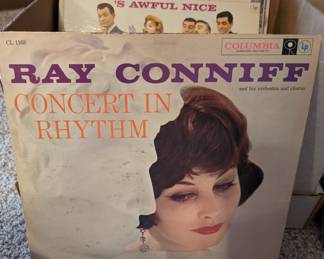 'S AWFUL NICE
CL 1163
COLUMBIA
RAY CONNIFF
and his orchestra and chorus
CONCERT IN
RHYTHM